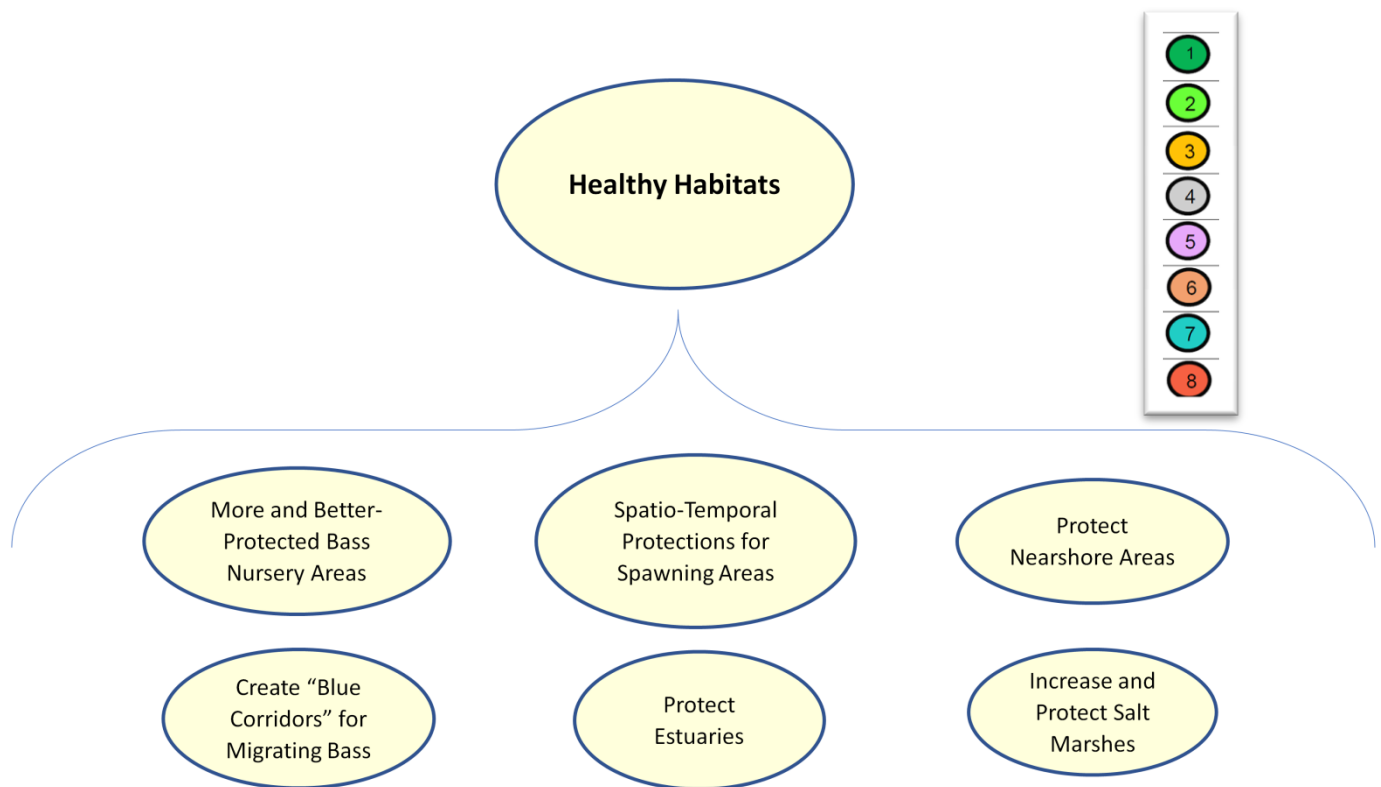 Healthy Habitats
1
2
3
4
5
6
7
8
More and Better-
Protected Bass
Nursery Areas
Spatio-Temporal
Protections for
Spawning Areas
Protect
Nearshore Areas
Create “Blue
Corridors” for
Migrating Bass
Protect
Estuaries
Increase and
Protect Salt
Marshes